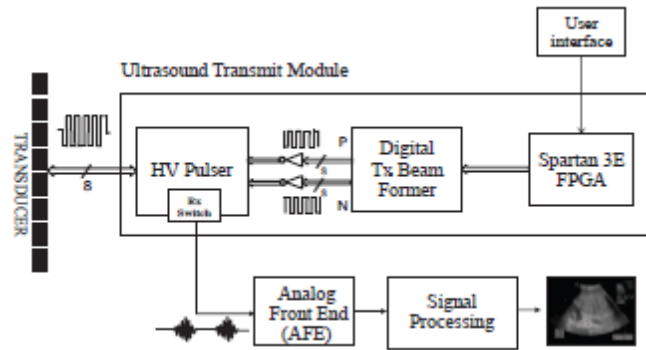 User
interface
Ultrasound Transmit Module
TRANSDUCER
8
HV Pulser
Rx
Switch
P
8
8
N
Digital
Tx Beam
Former
Spartan 3E
FPGA
Analog
Front End
(AFE)
Signal
Processing